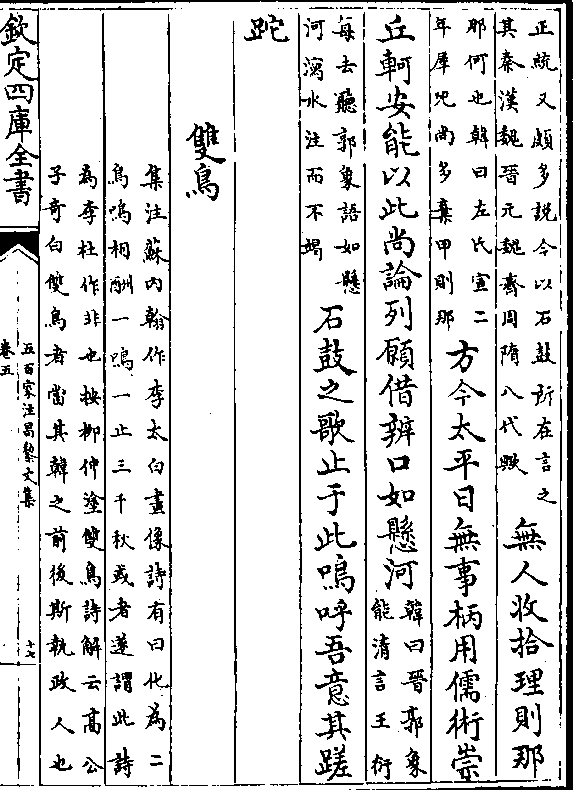 正統又頗多説今以石鼓所在言之
其秦漢魏晉元魏齊周隋八代歟
無人收拾理則那
那何也韓曰左氏宣二
年犀兕尚多棄甲則那
方今太平日無事柄用儒術崇
丘軻安能以此尚論列願借辨口如懸河
韓曰晉郭象
能清言王衍
每去聽郭象語如懸
河瀉水注而不竭
石鼓之歌止于此嗚呼吾意其蹉
跎
雙鳥
集注蘇内翰作李太白畫像詩有曰化為二
鳥鳴相酬一鳴一止三千秋或者遂謂此詩
為李杜作非也按柳仲塗雙鳥詩解云高公
子奇白雙鳥者當其韓之前後斯執政人也
欽定四庫全書
卷五
五百家注昌黎文集